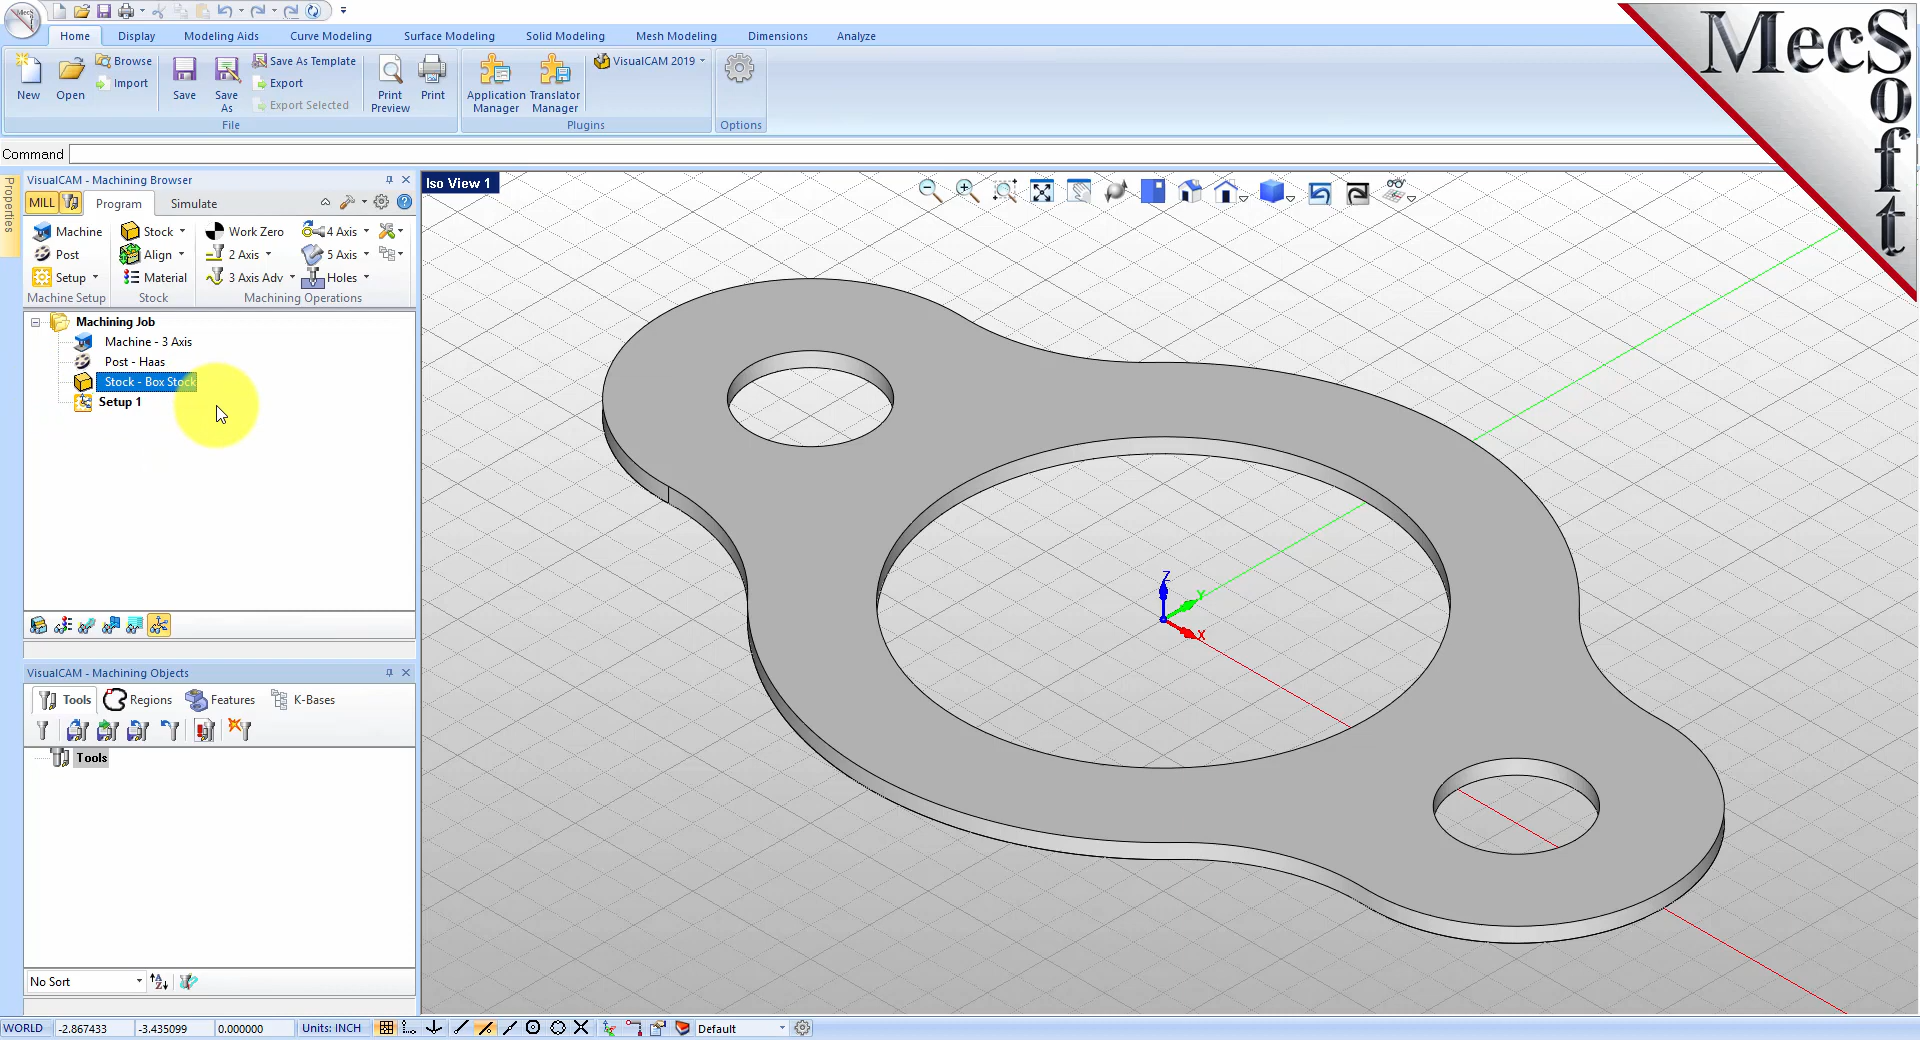 Home Display Modeling Aids Curve Modeling Surface Modeling Solid Modeling Mesh Modeling Dimensions Analyze
New
Open
Browse
Import
Save
Save As
Save As Template
Export
Export Selected
Print Preview
Print
Application Manager
Translator Manager
VisualCAM 2019
File
Plugins
Options
MecSoft
Command
Properties
VisualCAM - Machining Browser
MILL Program Simulate
Machine Stock Work Zero 4 Axis
Post Align 2 Axis 5 Axis
Setup Material 3 Axis Adv Holes
Machine Setup Stock Machining Operations
Machining Job
Machine - 3 Axis
Post - Haas
Stock - Box Stock
Setup 1
Iso View 1
Z
Y
X
VisualCAM - Machining Objects
Tools Regions Features K-Bases
Tools
No Sort
WORLD -2.867433 -3.435099 0.000000 Units: INCH Default